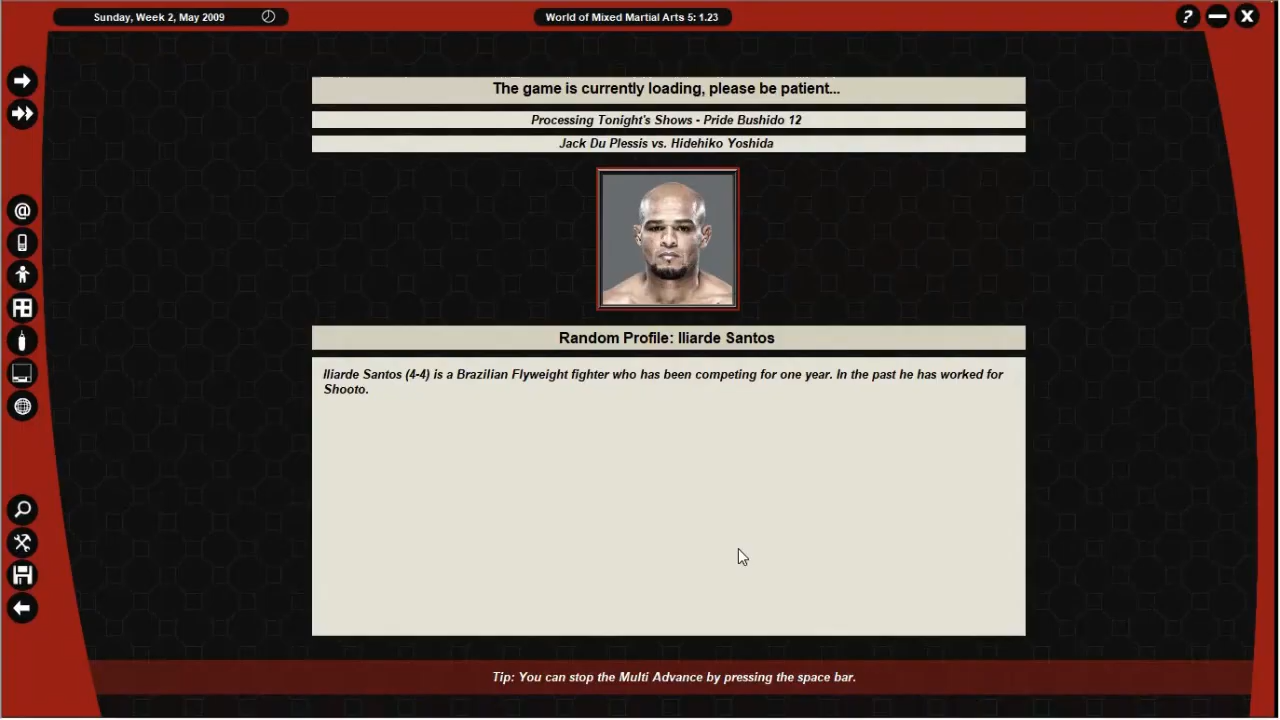 Sunday, Week 2, May 2009
World of Mixed Martial Arts 5: 1.23
?
X
The game is currently loading, please be patient...
Processing Tonight's Shows - Pride Bushido 12
Jack Du Plessis vs. Hidehiko Yoshida
@
Random Profile: Iliarde Santos
Iliarde Santos (4-4) is a Brazilian Flyweight fighter who has been competing for one year. In the past he has worked for
Shooto.
Tip: You can stop the Multi Advance by pressing the space bar.